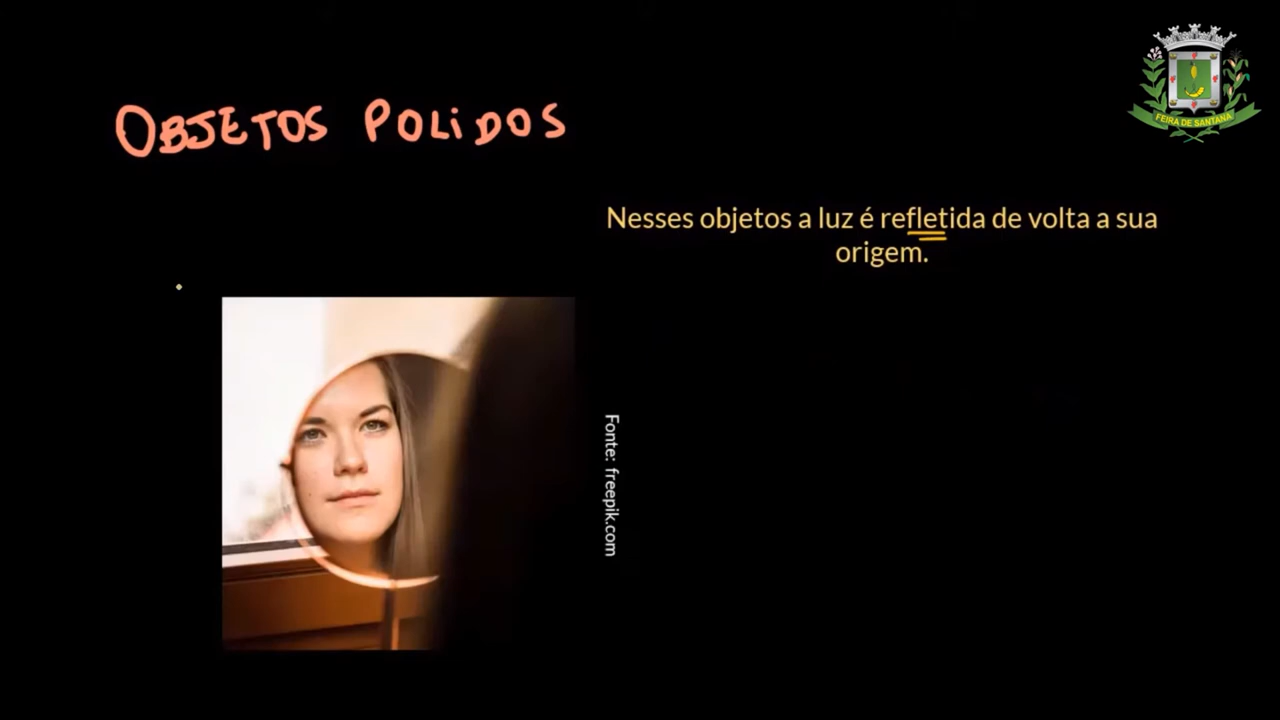 OBJETOS POLIDOS
FEIRA DE SANTANA
Nesses objetos a luz é refletida de volta a sua
origem.
Fonte: freepik.com